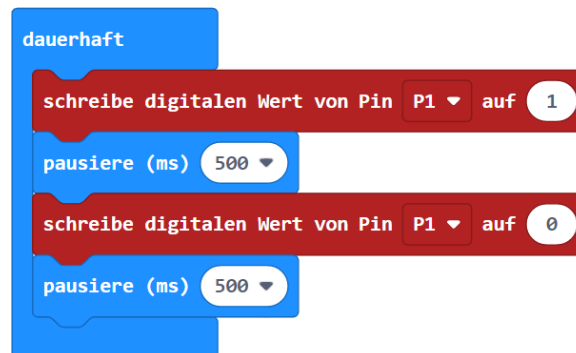 dauerhaft
schreibe digitalen Wert von Pin P1 auf 1
pausiere (ms) 500
schreibe digitalen Wert von Pin P1 auf 0
pausiere (ms) 500